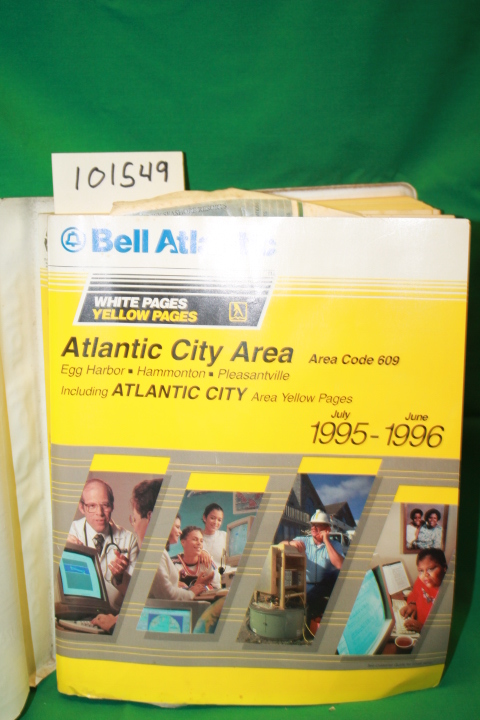 101549
Bell Atlantic
WHITE PAGES
YELLOW PAGES
Atlantic City Area Area Code 609
Egg Harbor ▪ Hammonton ▪ Pleasantville
Including ATLANTIC CITY Area Yellow Pages
July June
1995-1996